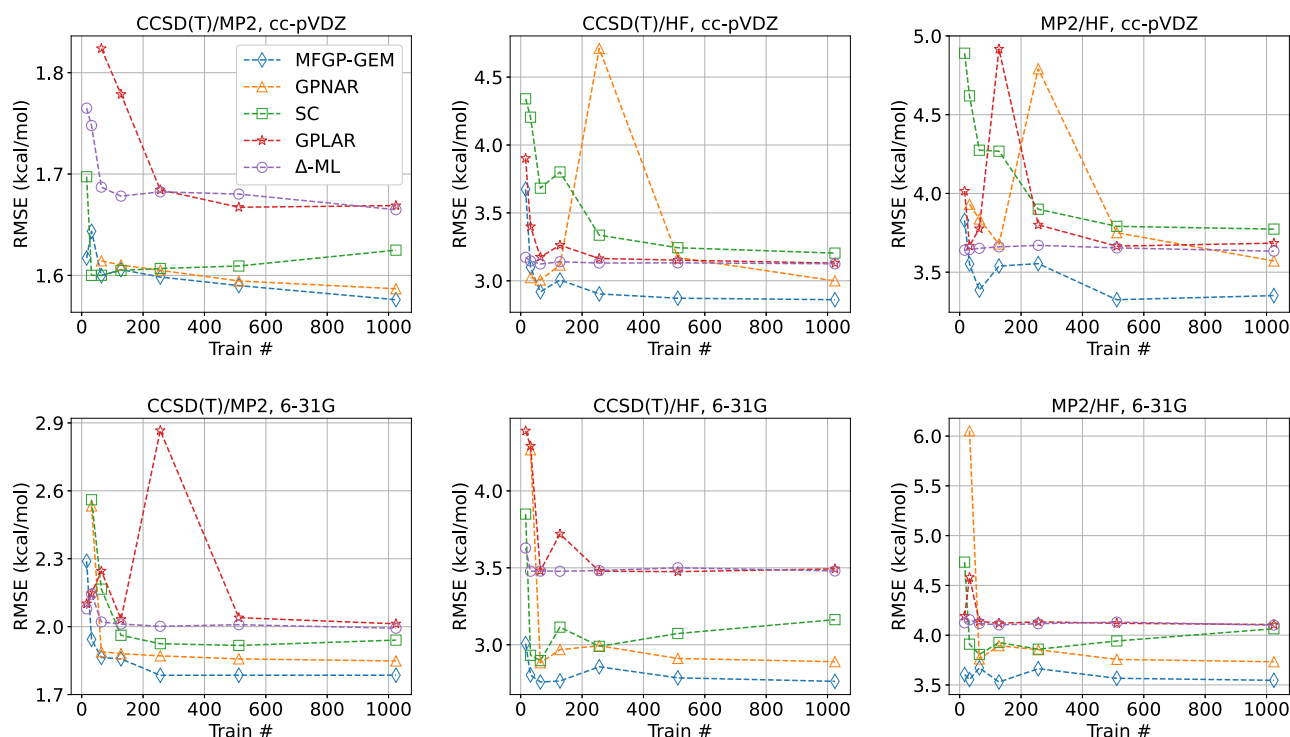 CCSD(T)/MP2, cc-pVDZ
RMSE (kcal/mol)
1.8
1.7
1.6
MFGP-GEM
GPNAR
SC
GPLAR
Δ-ML
0 200 400 600 800 1000
Train #
CCSD(T)/HF, cc-pVDZ
RMSE (kcal/mol)
4.5
4.0
3.5
3.0
0 200 400 600 800 1000
Train #
MP2/HF, cc-pVDZ
RMSE (kcal/mol)
5.0
4.5
4.0
3.5
0 200 400 600 800 1000
Train #
CCSD(T)/MP2, 6-31G
RMSE (kcal/mol)
2.9
2.6
2.3
2.0
1.7
0 200 400 600 800 1000
Train #
CCSD(T)/HF, 6-31G
RMSE (kcal/mol)
4.0
3.5
3.0
0 200 400 600 800 1000
Train #
MP2/HF, 6-31G
RMSE (kcal/mol)
6.0
5.5
5.0
4.5
4.0
3.5
0 200 400 600 800 1000
Train #